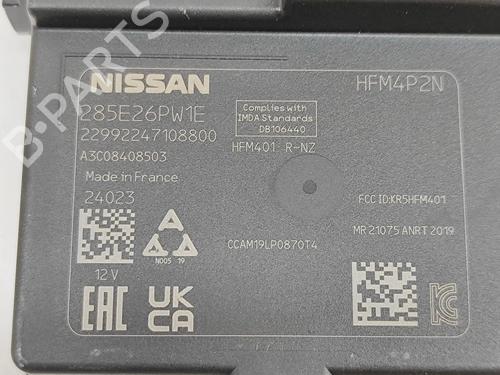 NISSAN
HFM4P2N
285E26PW1E
22992247108800
Complies with
IMDA Standards
DB106440
HFM401 R-NZ
A3C08408503
Made in France
24023
FCC ID:KR5HFM401
MR 21075 ANRT 2019
N005 19
CCAM19LP0870T4
12 V
EAC
UK
CA
B-PARTS